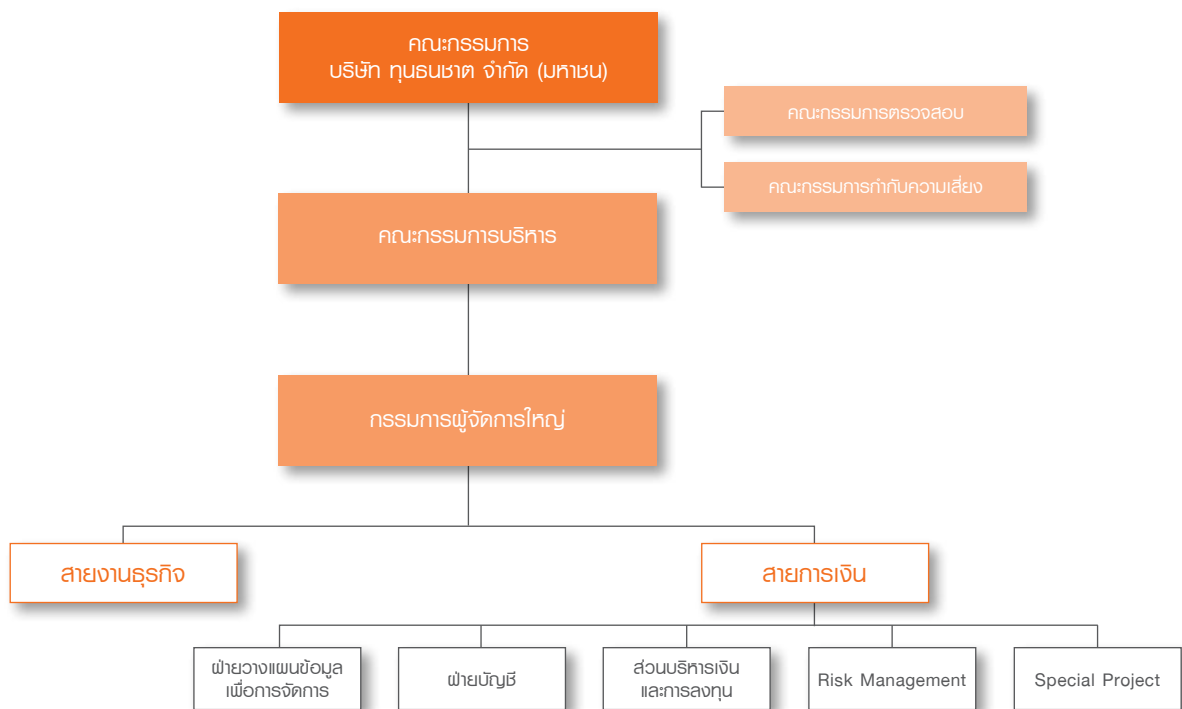 คณะกรรมการ
บริษัท ทุนธนชาต จำกัด (มหาชน)
คณะกรรมการตรวจสอบ
คณะกรรมการกำกับความเสี่ยง
คณะกรรมการบริหาร
กรรมการผู้จัดการใหญ่
สายงานธุรกิจ
สายการเงิน
ฝ่ายวางแผนข้อมูล
เพื่อการจัดการ
ฝ่ายบัญชี
ส่วนบริหารเงิน
และการลงทุน
Risk Management
Special Project